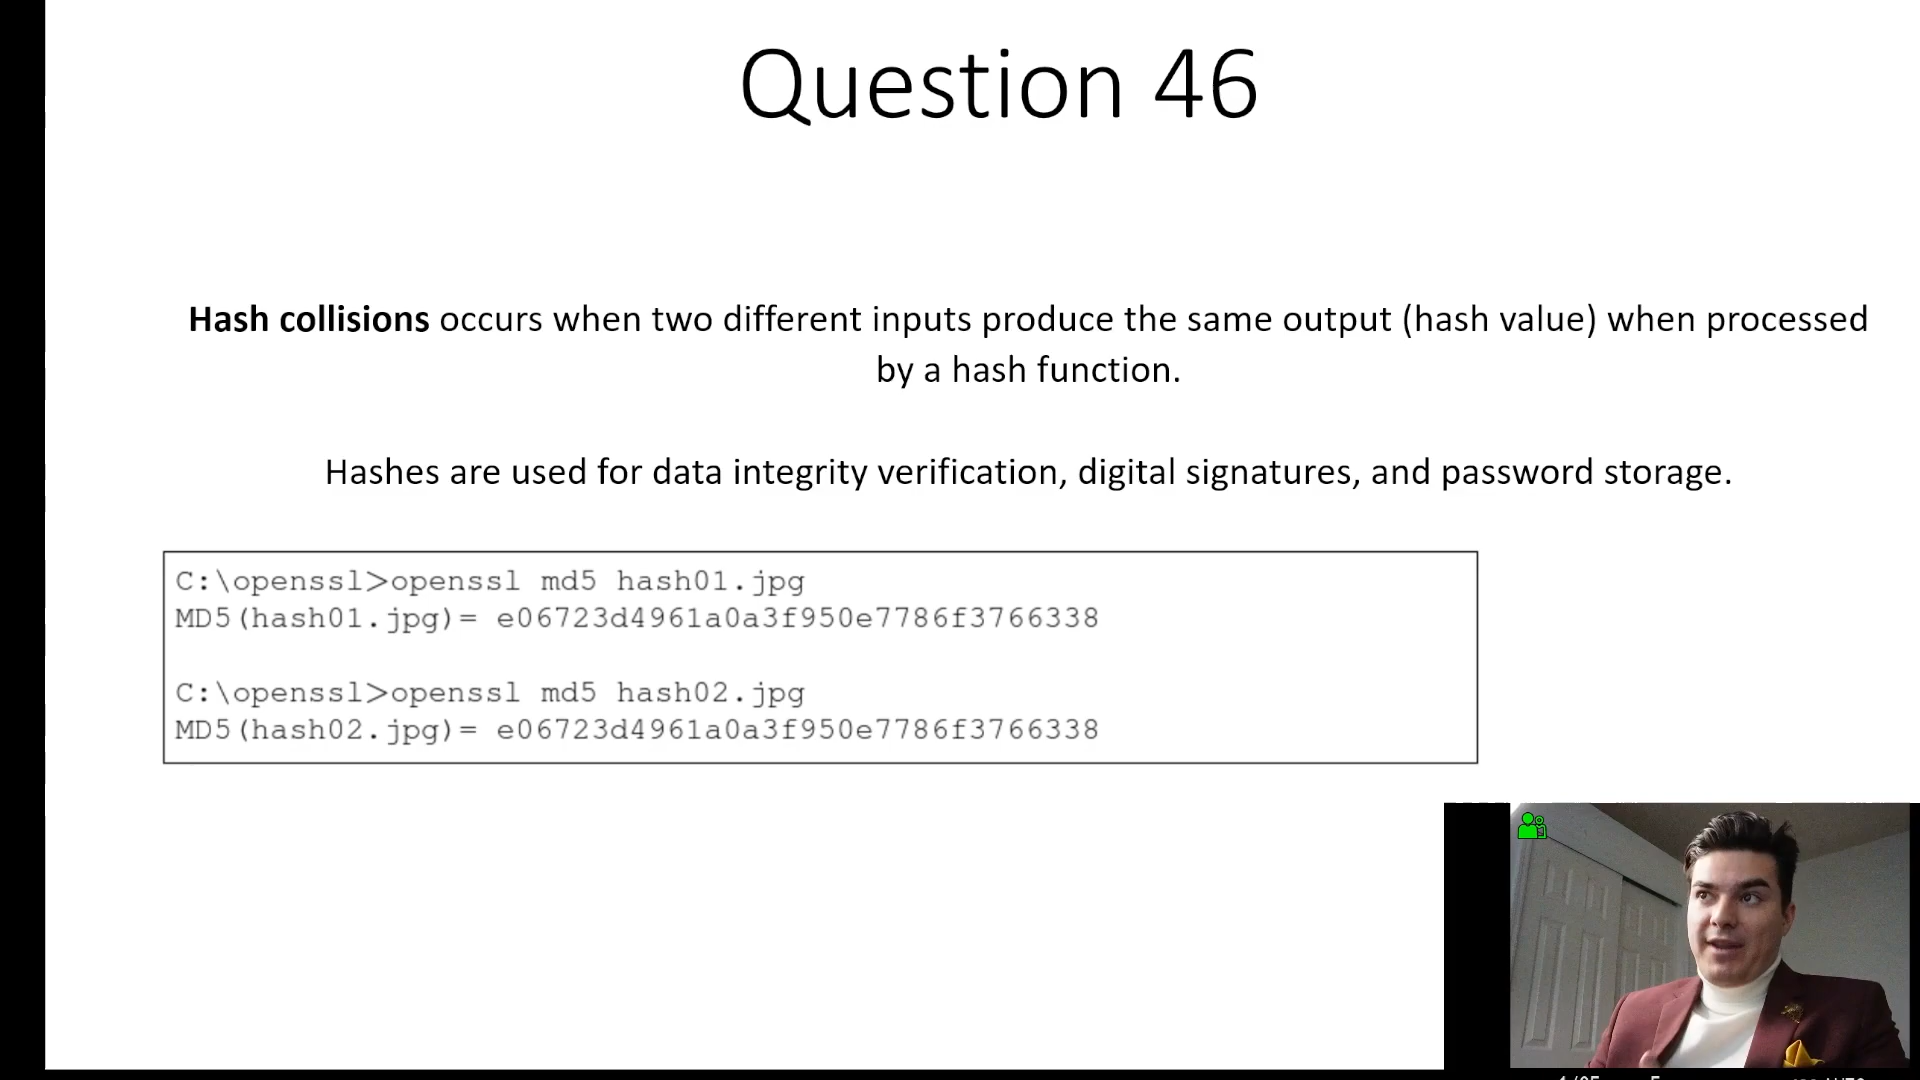 Question 46
Hash collisions occurs when two different inputs produce the same output (hash value) when processed
by a hash function.
Hashes are used for data integrity verification, digital signatures, and password storage.
C:\openssl>openssl md5 hash01.jpg
MD5(hash01.jpg)= e06723d4961a0a3f950e7786f3766338
C:\openssl>openssl md5 hash02.jpg
MD5(hash02.jpg)= e06723d4961a0a3f950e7786f3766338